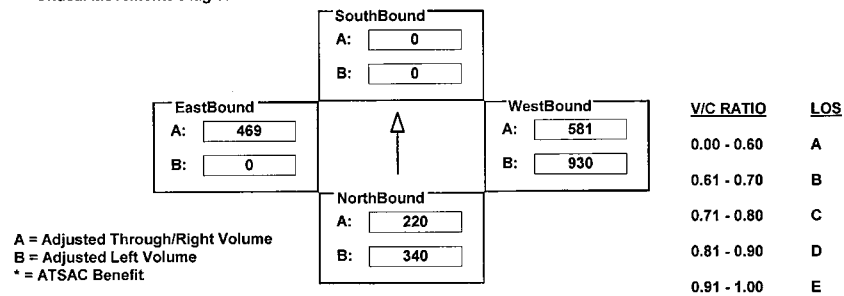 SouthBound
A: 0
B: 0
EastBound
A: 469
B: 0
WestBound
A: 581
B: 930
NorthBound
A: 220
B: 340
A = Adjusted Through/Right Volume
B = Adjusted Left Volume
* = ATSAC Benefit
V/C RATIO LOS
0.00 - 0.60 A
0.61 - 0.70 B
0.71 - 0.80 C
0.81 - 0.90 D
0.91 - 1.00 E